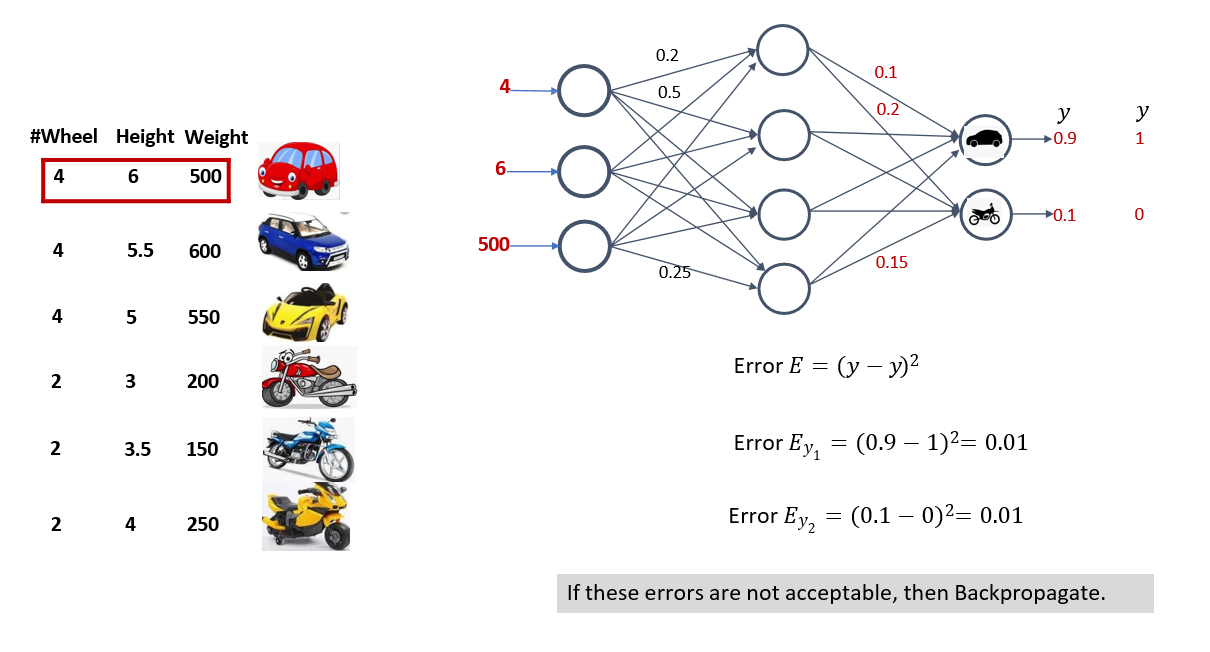 #Wheel Height Weight
4 6 500
4 5.5 600
4 5 550
2 3 200
2 3.5 150
2 4 250
4
6
500
0.2
0.5
0.25
0.1
0.2
0.15
y y
0.9 1
0.1 0
Error E = (y − y)²
Error E_y₁ = (0.9 − 1)²= 0.01
Error E_y₂ = (0.1 − 0)²= 0.01
If these errors are not acceptable, then Backpropagate.